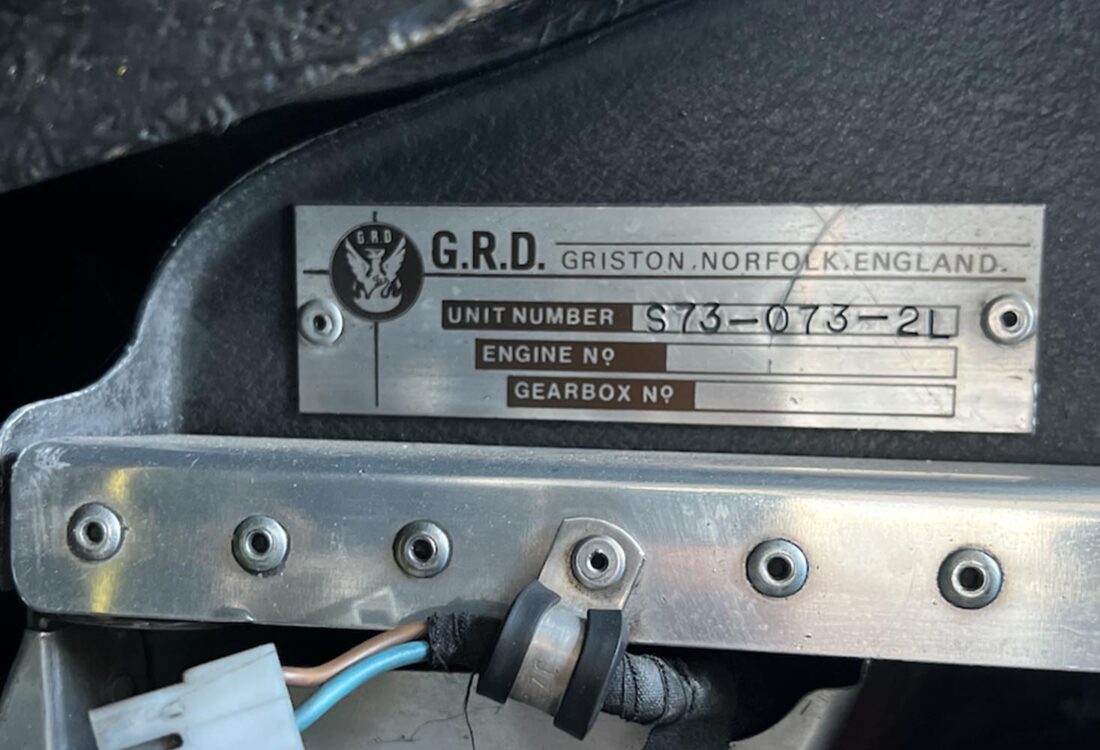 G.R.D
G.R.D. GRISTON, NORFOLK, ENGLAND.
UNIT NUMBER S73-073-2L
ENGINE Nº
GEARBOX Nº